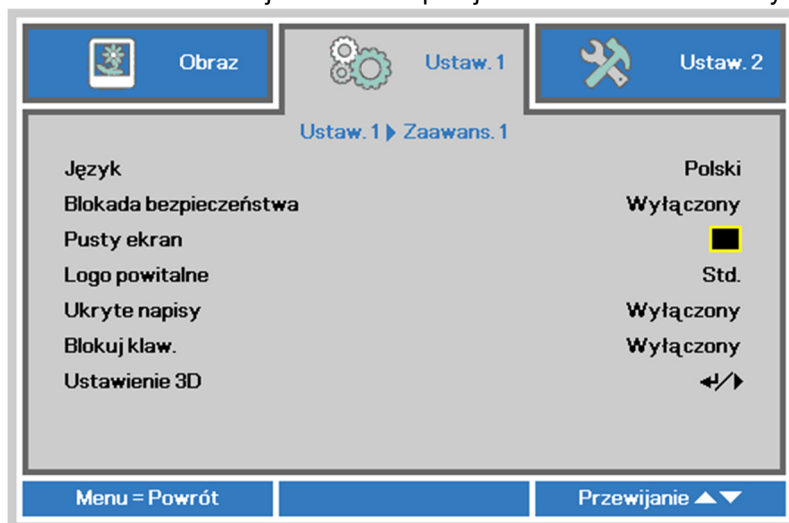 Obraz
Ustaw. 1
Ustaw. 2
Ustaw. 1 ▶ Zaawans. 1
Język Polski
Blokada bezpieczeństwa Wyłączony
Pusty ekran
Logo powitalne Std.
Ukryte napisy Wyłączony
Blokuj klaw. Wyłączony
Ustawienie 3D ↵/▶
Menu = Powrót
Przewijanie ▲▼